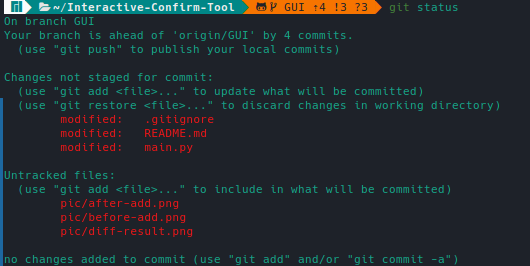 ~/Interactive-Confirm-Tool GUI ↑4 !3 ?3 git status
On branch GUI
Your branch is ahead of 'origin/GUI' by 4 commits.
(use "git push" to publish your local commits)
Changes not staged for commit:
(use "git add <file>..." to update what will be committed)
(use "git restore <file>..." to discard changes in working directory)
modified: .gitignore
modified: README.md
modified: main.py
Untracked files:
(use "git add <file>..." to include in what will be committed)
pic/after-add.png
pic/before-add.png
pic/diff-result.png
no changes added to commit (use "git add" and/or "git commit -a")